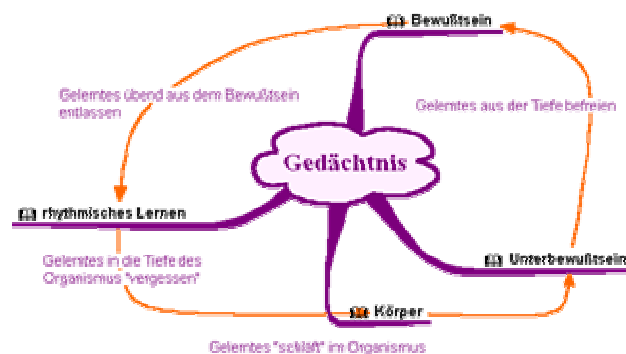 Bewußtsein
Gelerntes übend aus dem Bewußtsein
entlassen
Gelerntes aus der Tiefe befreien
Gedächtnis
rhythmisches Lernen
Gelerntes in die Tiefe des
Organismus "vergessen"
Unterbewußtsein
Körper
Gelerntes "schläft" im Organismus